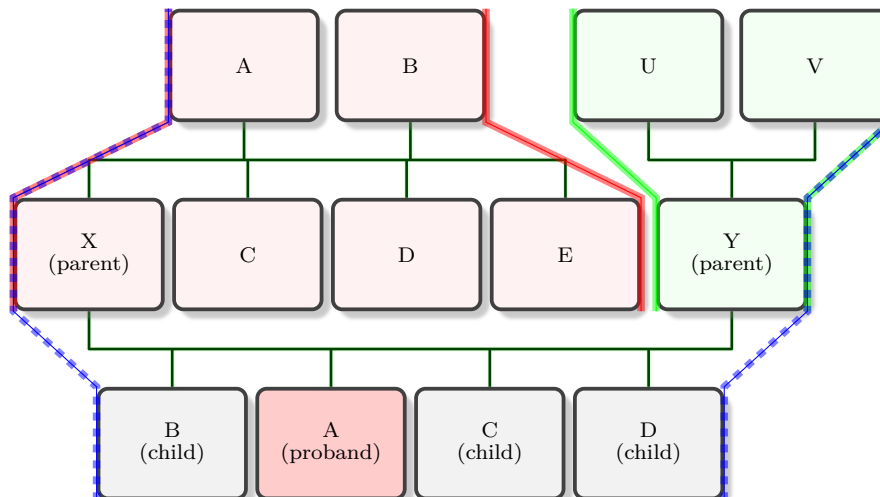 A
B
U
V
X
(parent)
C
D
E
Y
(parent)
B
(child)
A
(proband)
C
(child)
D
(child)